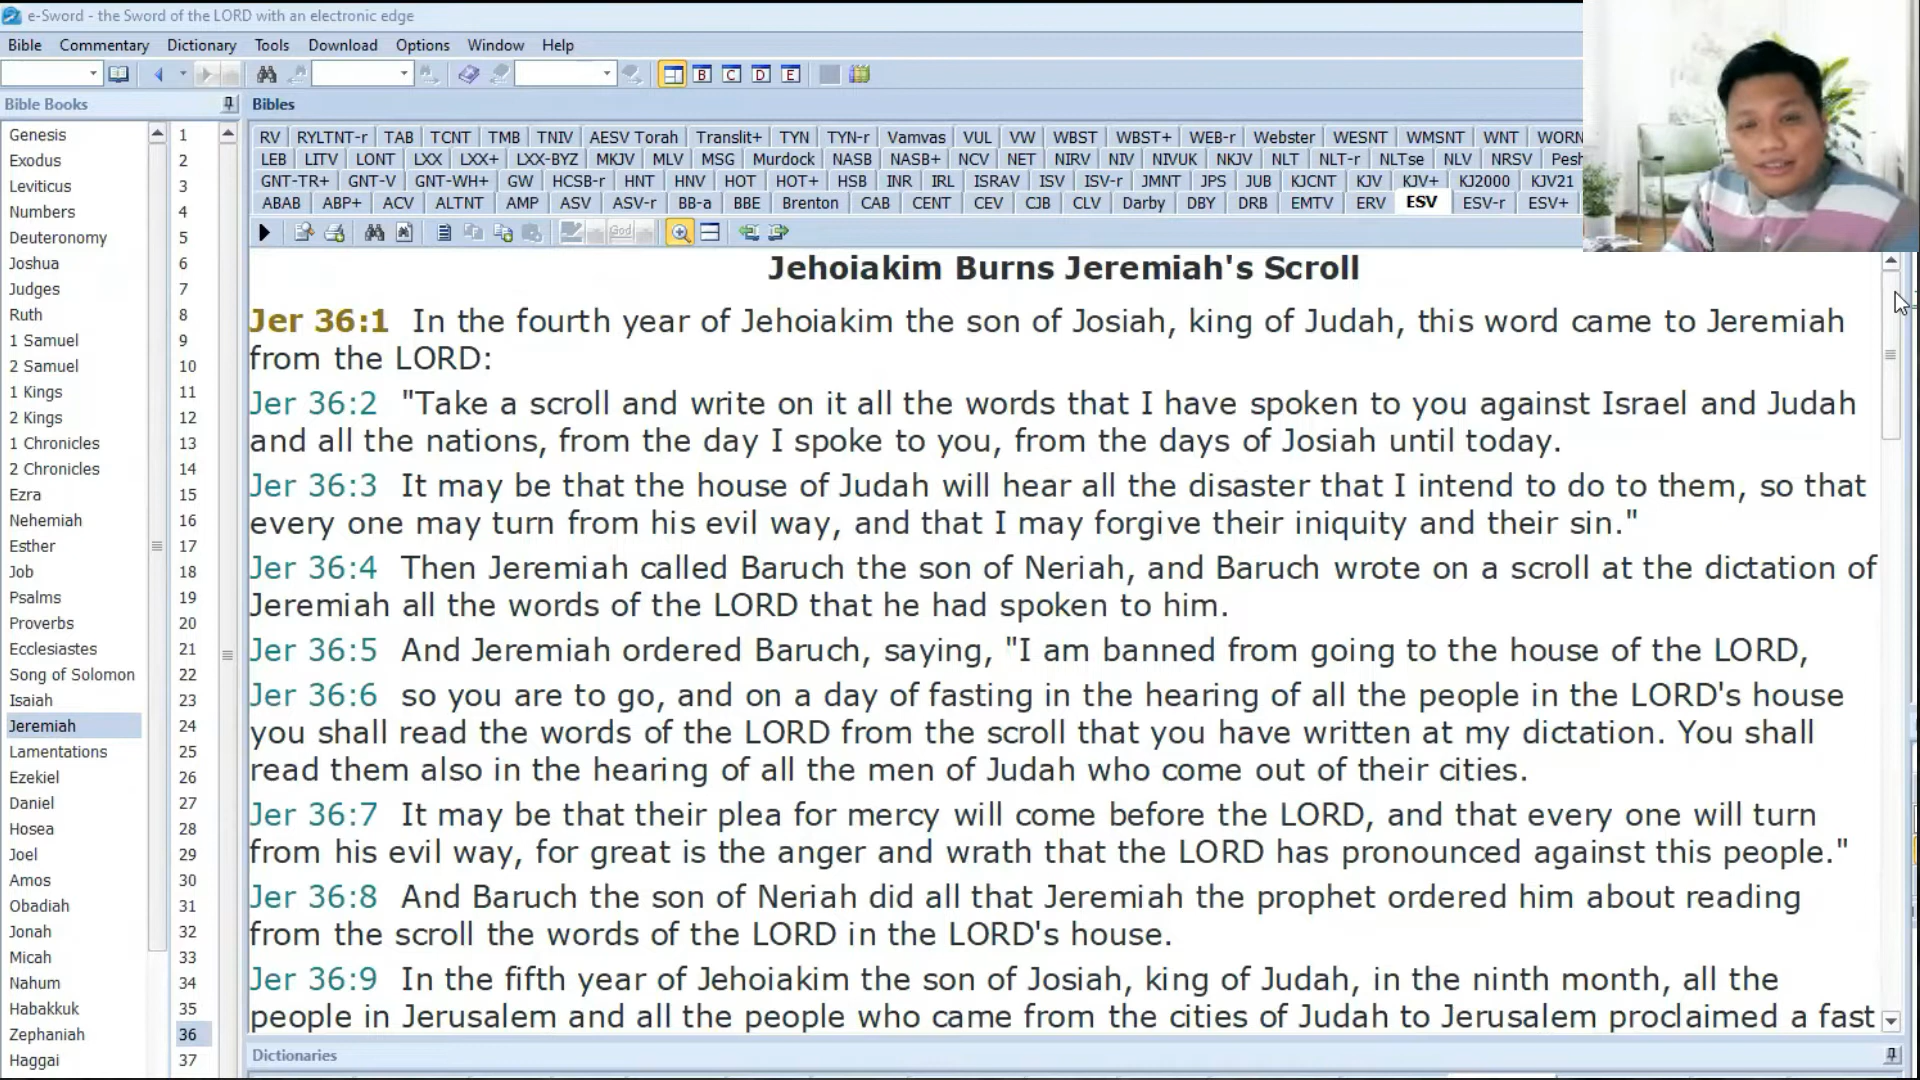 e-Sword - the Sword of the LORD with an electronic edge
Bible Commentary Dictionary Tools Download Options Window Help
B C D E
Bible Books
Bibles
Genesis 1
Exodus 2
Leviticus 3
Numbers 4
Deuteronomy 5
Joshua 6
Judges 7
Ruth 8
1 Samuel 9
2 Samuel 10
1 Kings 11
2 Kings 12
1 Chronicles 13
2 Chronicles 14
Ezra 15
Nehemiah 16
Esther 17
Job 18
Psalms 19
Proverbs 20
Ecclesiastes 21
Song of Solomon 22
Isaiah 23
Jeremiah 24
Lamentations 25
Ezekiel 26
Daniel 27
Hosea 28
Joel 29
Amos 30
Obadiah 31
Jonah 32
Micah 33
Nahum 34
Habakkuk 35
Zephaniah 36
Haggai 37
RV RYLTNT-r TAB TCNT TMB TNIV AESV Torah Translit+ TYN TYN-r Vamvas VUL VW WBST WBST+ WEB-r Webster WESNT WMSNT WNT WORN
LEB LITV LONT LXX LXX+ LXX-BYZ MKJV MLV MSG Murdock NASB NASB+ NCV NET NIRV NIV NIVUK NKJV NLT NLT-r NLTse NLV NRSV Pesh
GNT-TR+ GNT-V GNT-WH+ GW HCSB-r HNT HNV HOT HOT+ HSB INR IRL ISRAV ISV ISV-r JMNT JPS JUB KJCNT KJV KJV+ KJ2000 KJV21
ABAB ABP+ ACV ALTNT AMP ASV ASV-r BB-a BBE Brenton CAB CENT CEV CJB CLV Darby DBY DRB EMTV ERV ESV ESV-r ESV+
God
Jehoiakim Burns Jeremiah's Scroll
Jer 36:1 In the fourth year of Jehoiakim the son of Josiah, king of Judah, this word came to Jeremiah
from the LORD:
Jer 36:2 "Take a scroll and write on it all the words that I have spoken to you against Israel and Judah
and all the nations, from the day I spoke to you, from the days of Josiah until today.
Jer 36:3 It may be that the house of Judah will hear all the disaster that I intend to do to them, so that
every one may turn from his evil way, and that I may forgive their iniquity and their sin."
Jer 36:4 Then Jeremiah called Baruch the son of Neriah, and Baruch wrote on a scroll at the dictation of
Jeremiah all the words of the LORD that he had spoken to him.
Jer 36:5 And Jeremiah ordered Baruch, saying, "I am banned from going to the house of the LORD,
Jer 36:6 so you are to go, and on a day of fasting in the hearing of all the people in the LORD's house
you shall read the words of the LORD from the scroll that you have written at my dictation. You shall
read them also in the hearing of all the men of Judah who come out of their cities.
Jer 36:7 It may be that their plea for mercy will come before the LORD, and that every one will turn
from his evil way, for great is the anger and wrath that the LORD has pronounced against this people."
Jer 36:8 And Baruch the son of Neriah did all that Jeremiah the prophet ordered him about reading
from the scroll the words of the LORD in the LORD's house.
Jer 36:9 In the fifth year of Jehoiakim the son of Josiah, king of Judah, in the ninth month, all the
people in Jerusalem and all the people who came from the cities of Judah to Jerusalem proclaimed a fast
Dictionaries